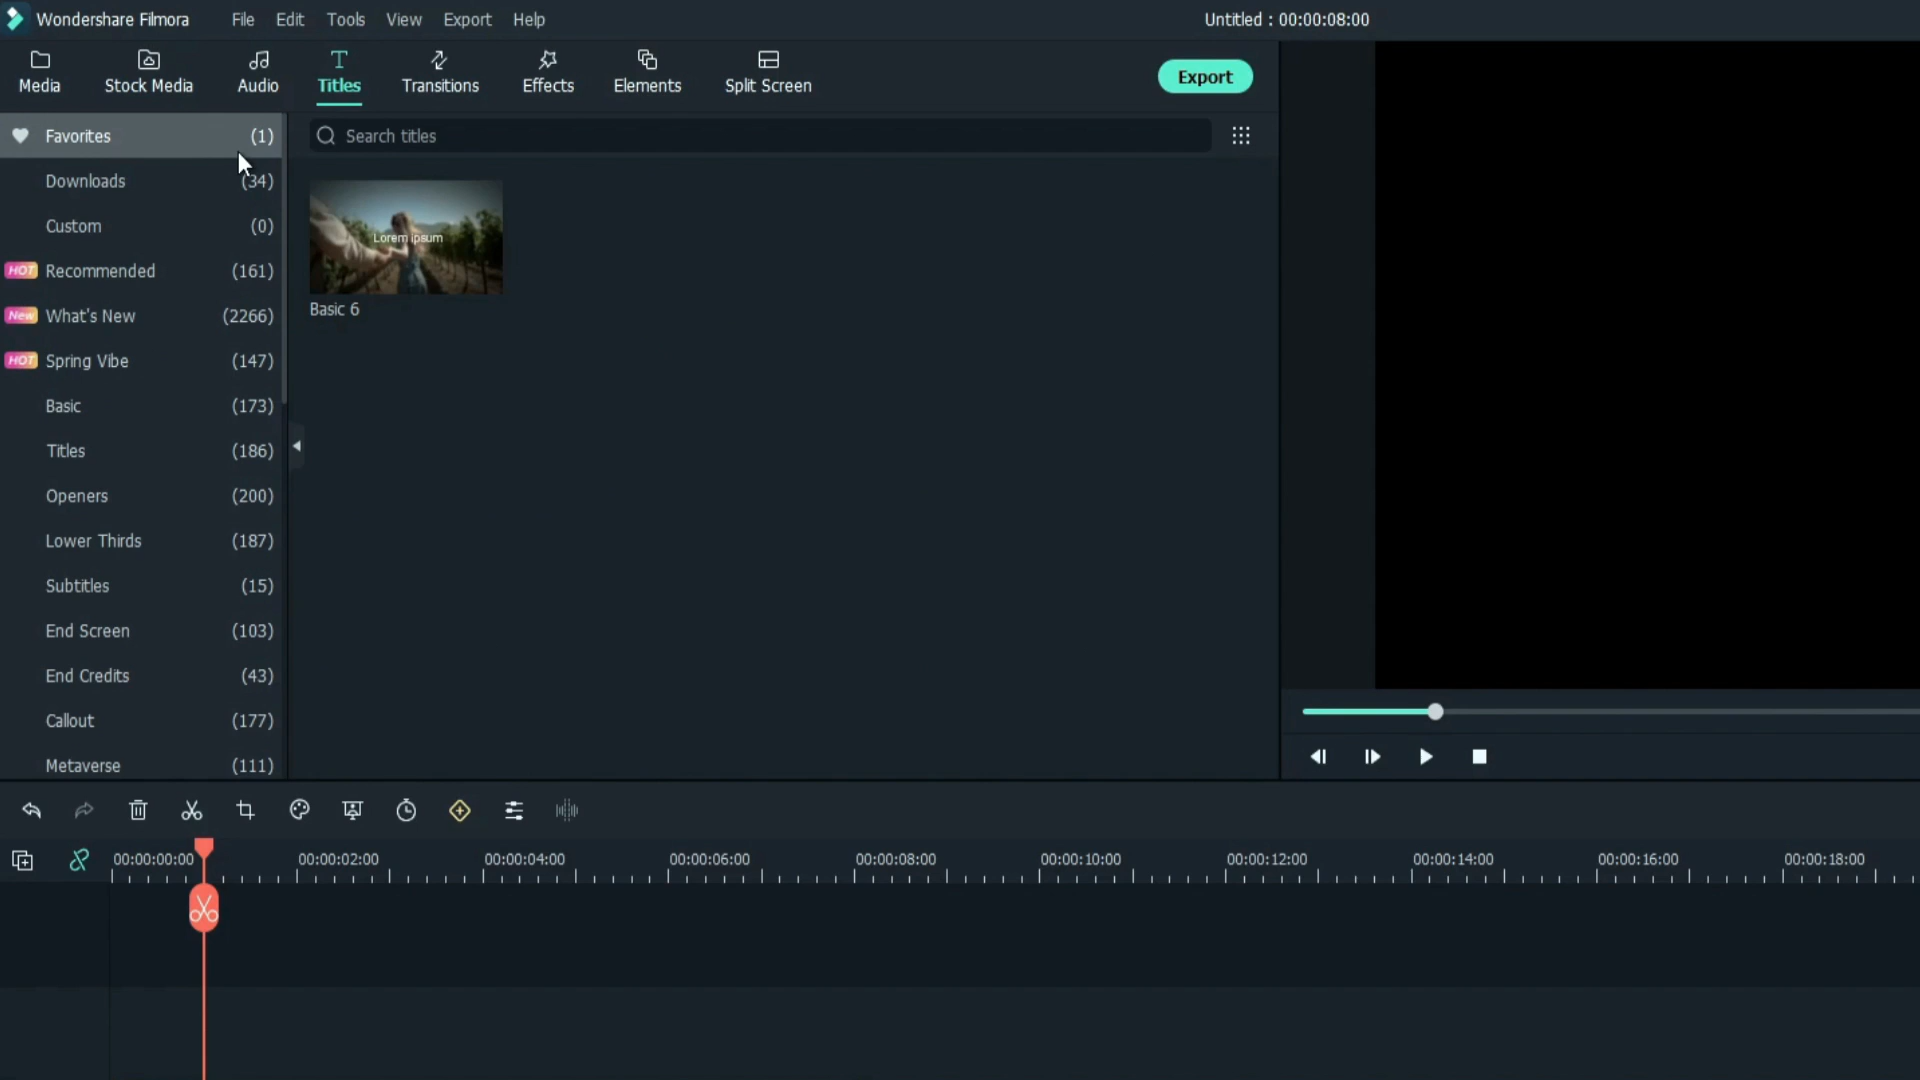 Wondershare Filmora File Edit Tools View Export Help Untitled : 00:00:08:00
Media Stock Media Audio Titles Transitions Effects Elements Split Screen Export
Favorites (1) Search titles
Downloads (34)
Custom (0)
HOT Recommended (161)
New What's New (2266)
HOT Spring Vibe (147)
Basic (173)
Titles (186)
Openers (200)
Lower Thirds (187)
Subtitles (15)
End Screen (103)
End Credits (43)
Callout (177)
Metaverse (111)
Lorem ipsum
Basic 6
00:00:00:00 00:00:02:00 00:00:04:00 00:00:06:00 00:00:08:00 00:00:10:00 00:00:12:00 00:00:14:00 00:00:16:00 00:00:18:00